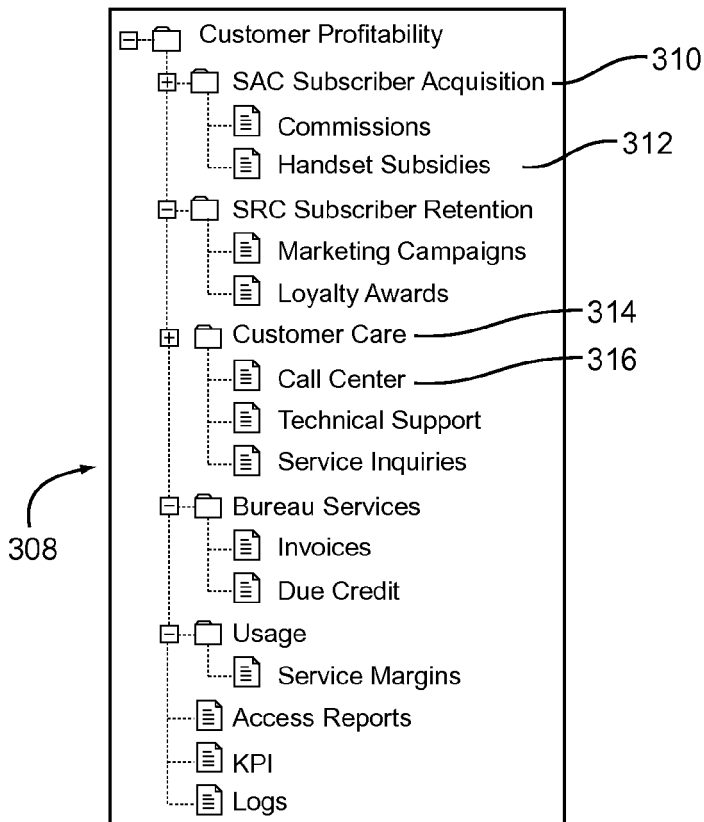 Customer Profitability
SAC Subscriber Acquisition 310
Commissions
Handset Subsidies 312
SRC Subscriber Retention
Marketing Campaigns
Loyalty Awards
Customer Care 314
Call Center 316
Technical Support
Service Inquiries
Bureau Services
308 Invoices
Due Credit
Usage
Service Margins
Access Reports
KPI
Logs